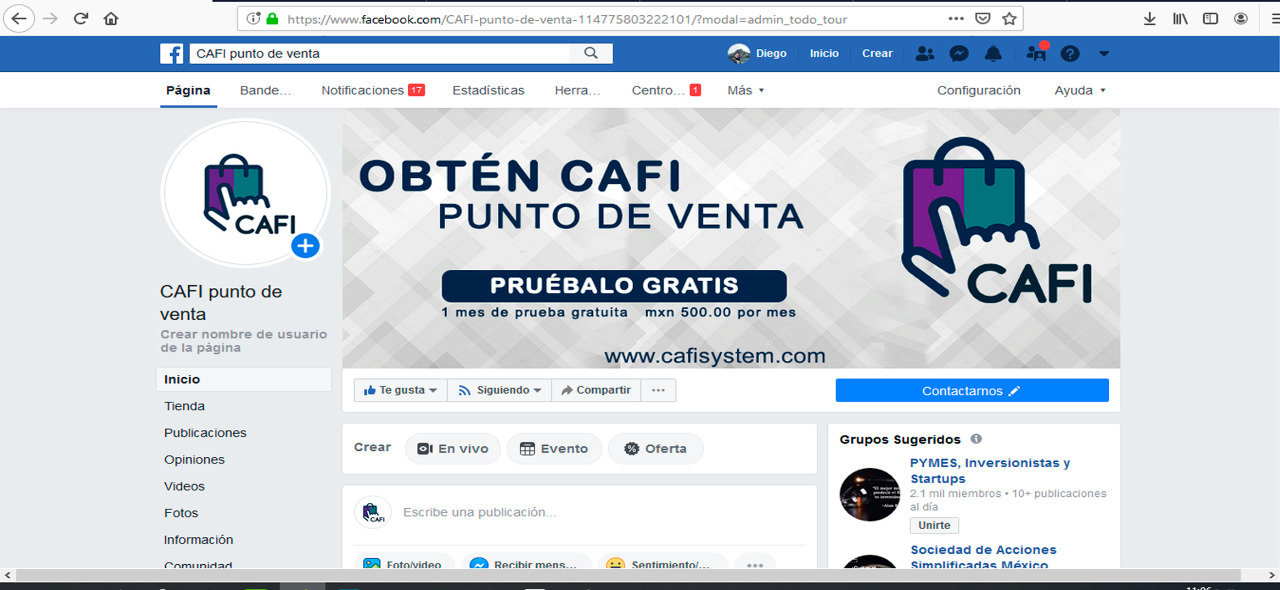 https://www.facebook.com/CAFI-punto-de-venta-114775803222101/?modal=admin_todo_tour
CAFI punto de venta
Diego
Inicio
Crear
Página
Bande...
Notificaciones 17
Estadísticas
Herra...
Centro... 1
Más
Configuración
Ayuda
CAFI
OBTÉN CAFI
PUNTO DE VENTA
PRUÉBALO GRATIS
1 mes de prueba gratuita mxn 500.00 por mes
www.cafisystem.com
CAFI
CAFI punto de
venta
Crear nombre de usuario
de la página
Inicio
Tienda
Publicaciones
Opiniones
Videos
Fotos
Información
Comunidad
Te gusta
Siguiendo
Compartir
Contactarnos
Crear
En vivo
Evento
Oferta
CAFI
Escribe una publicación...
Foto/video
Recibir mens...
Sentimiento/...
Grupos Sugeridos
PYMES, Inversionistas y
Startups
2.1 mil miembros • 10+ publicaciones
al día
Unirte
Sociedad de Acciones
Simplificadas México